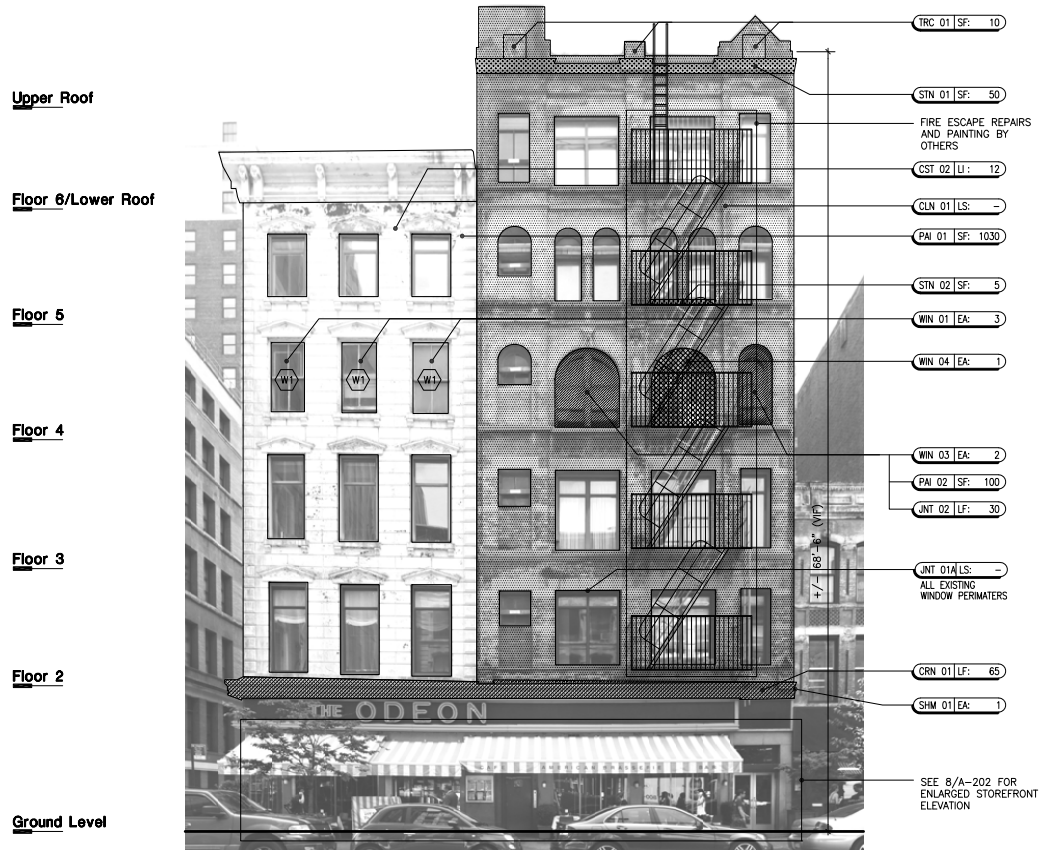 Upper Roof
Floor 6/Lower Roof
Floor 5
Floor 4
Floor 3
Floor 2
Ground Level
W1
W1
W1
THE ODEON
+/- 68'-6" (VIF)
TRC 01 SF: 10
STN 01 SF: 50
FIRE ESCAPE REPAIRS
AND PAINTING BY
OTHERS
CST 02 LI : 12
CLN 01 LS: -
PAI 01 SF: 1030
STN 02 SF: 5
WIN 01 EA: 3
WIN 04 EA: 1
WIN 03 EA: 2
PAI 02 SF: 100
JNT 02 LF: 30
JNT 01A LS: -
ALL EXISTING
WINDOW PERIMATERS
CRN 01 LF: 65
SHM 01 EA: 1
SEE 8/A-202 FOR
ENLARGED STOREFRONT
ELEVATION